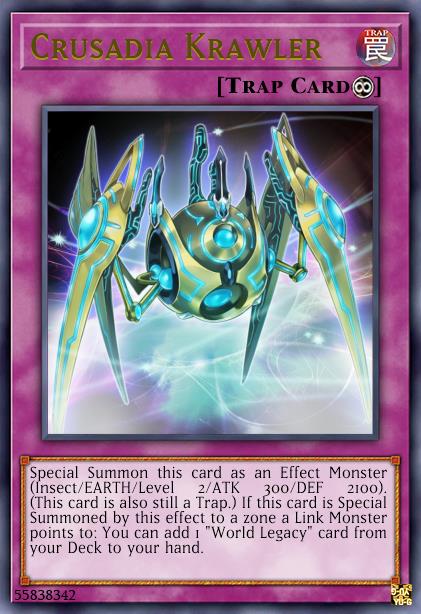 Crusadia Krawler
TRAP
罠
[Trap Card]
Special Summon this card as an Effect Monster
(Insect/EARTH/Level 2/ATK 300/DEF 2100).
(This card is also still a Trap.) If this card is Special
Summoned by this effect to a zone a Link Monster
points to: You can add 1 "World Legacy" card from
your Deck to your hand.
55838342